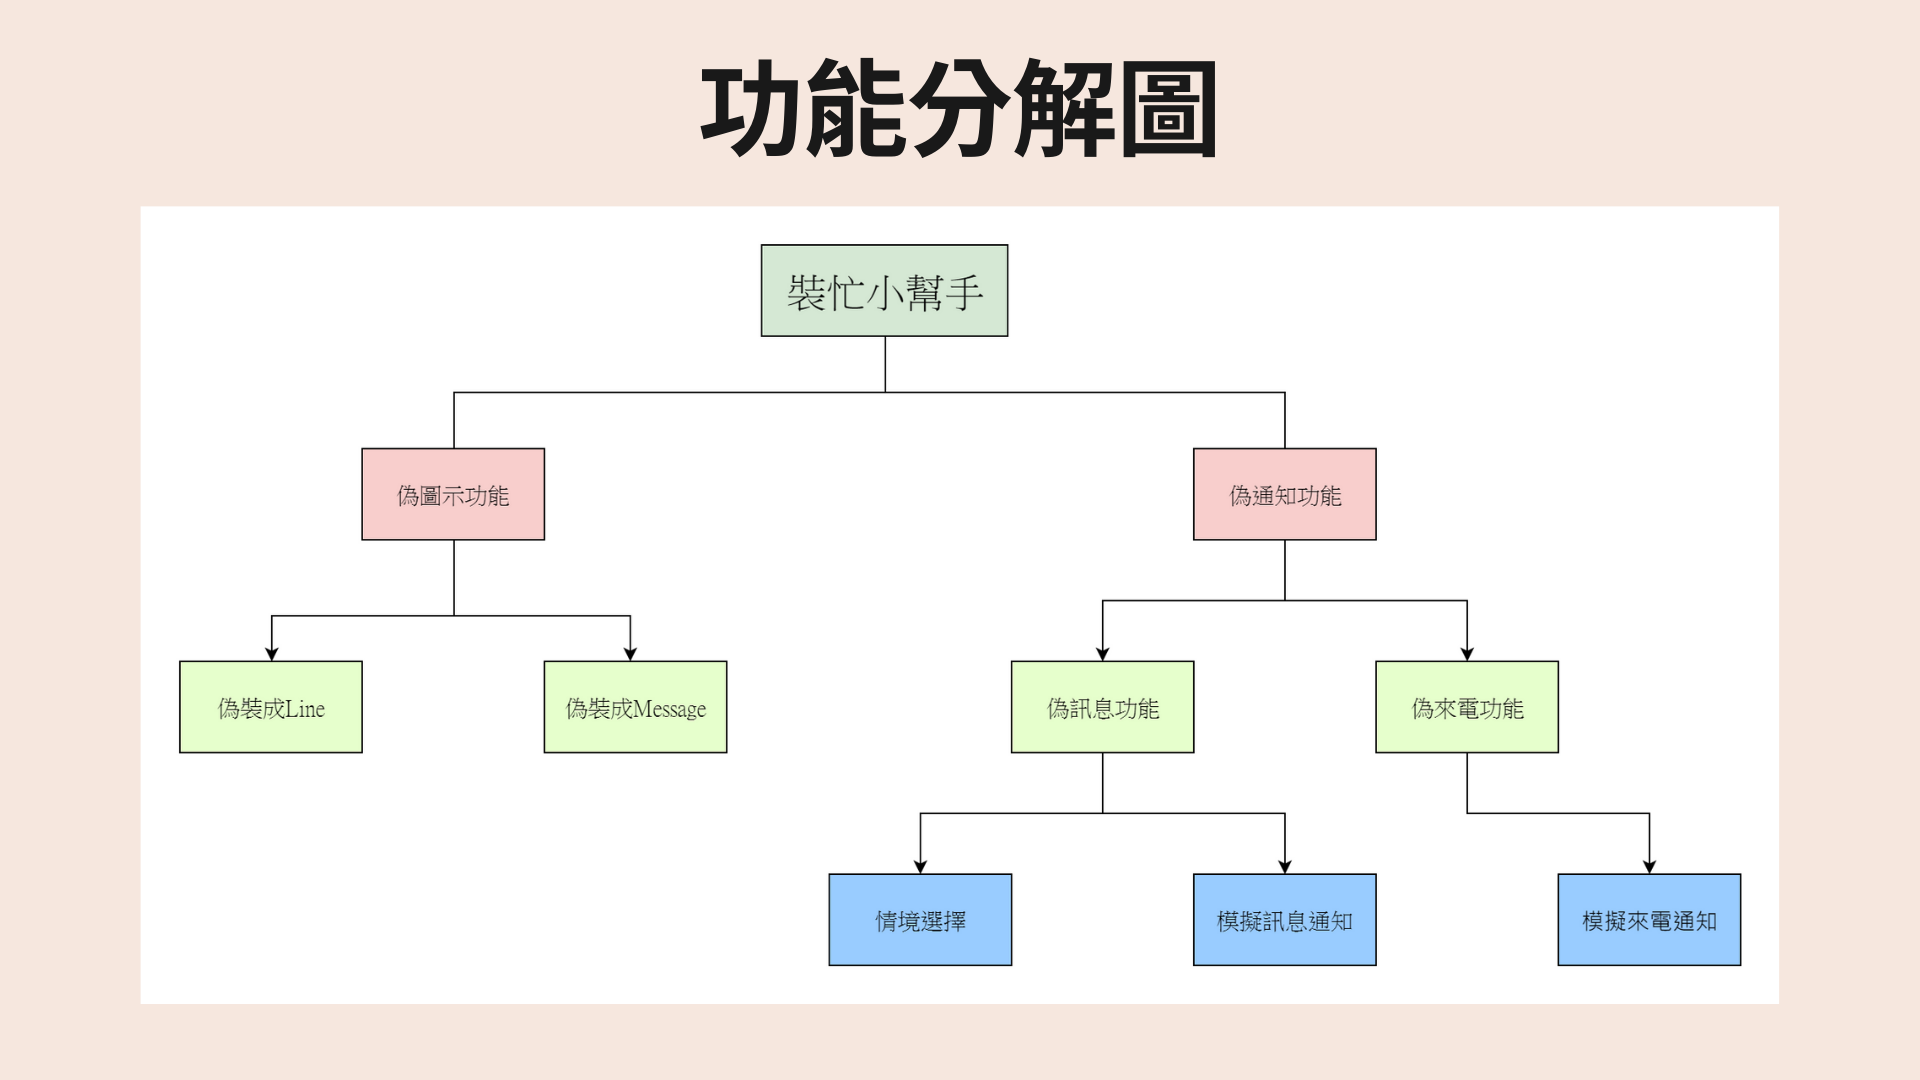 功能分解圖
裝忙小幫手
偽圖示功能
偽通知功能
偽裝成Line
偽裝成Message
偽訊息功能
偽來電功能
情境選擇
模擬訊息通知
模擬來電通知